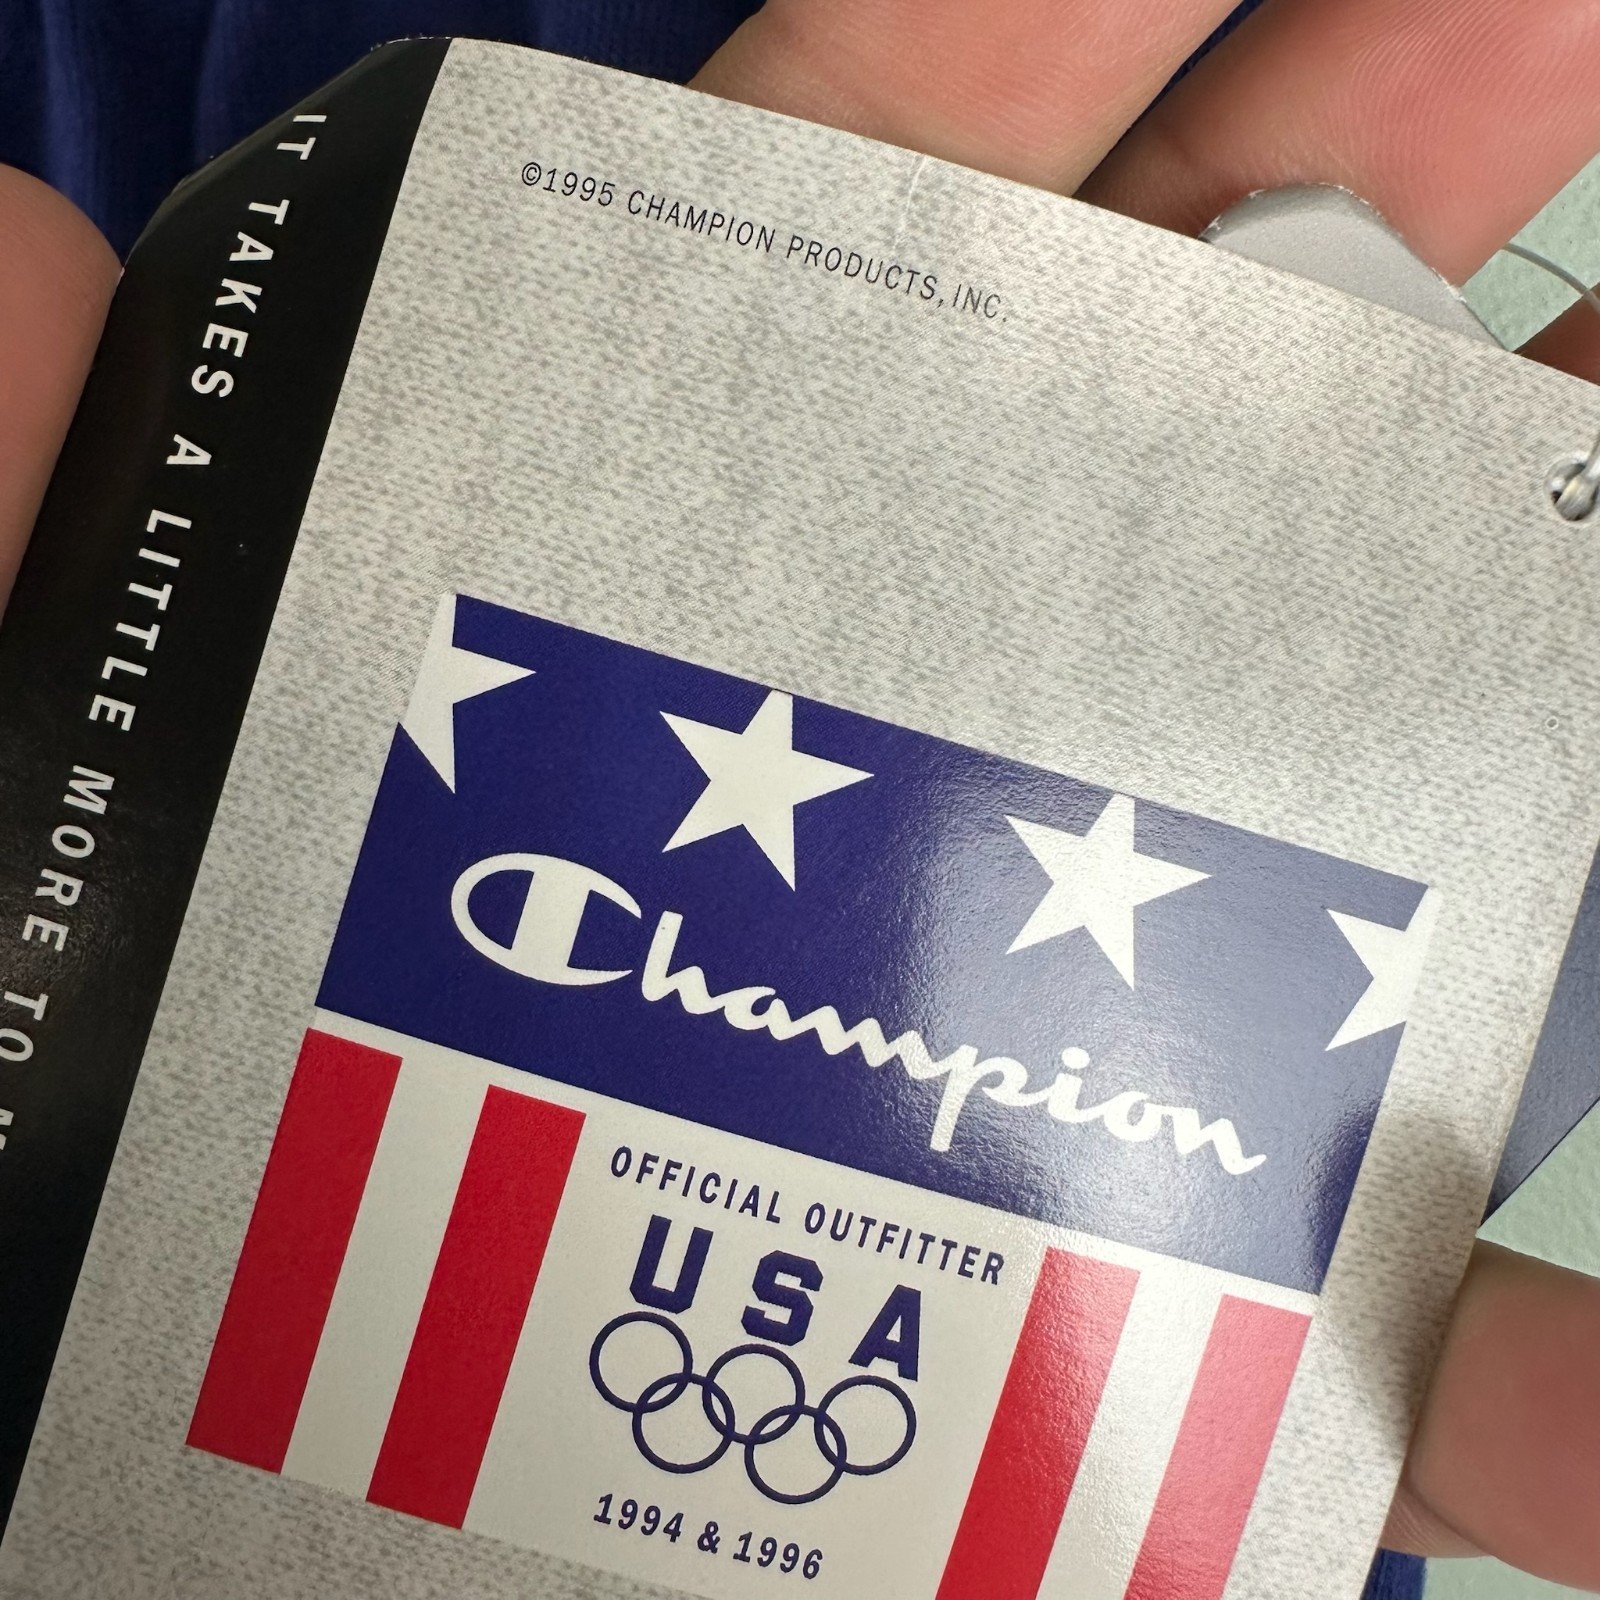 IT TAKES A LITTLE MORE TO
©1995 CHAMPION PRODUCTS, INC.
Champion
OFFICIAL OUTFITTER
USA
1994 & 1996